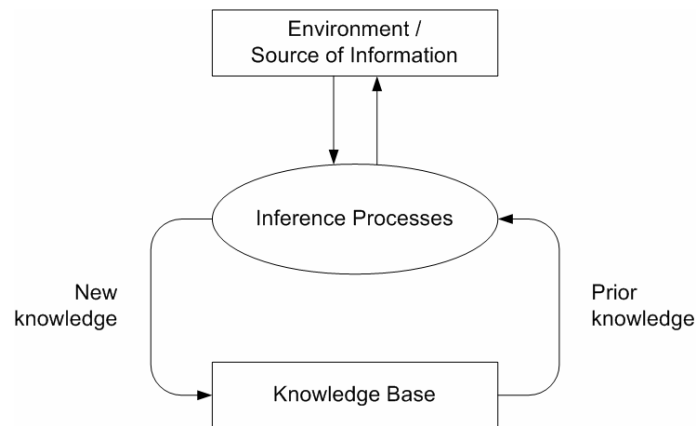 Environment /
Source of Information
Inference Processes
New
knowledge
Prior
knowledge
Knowledge Base